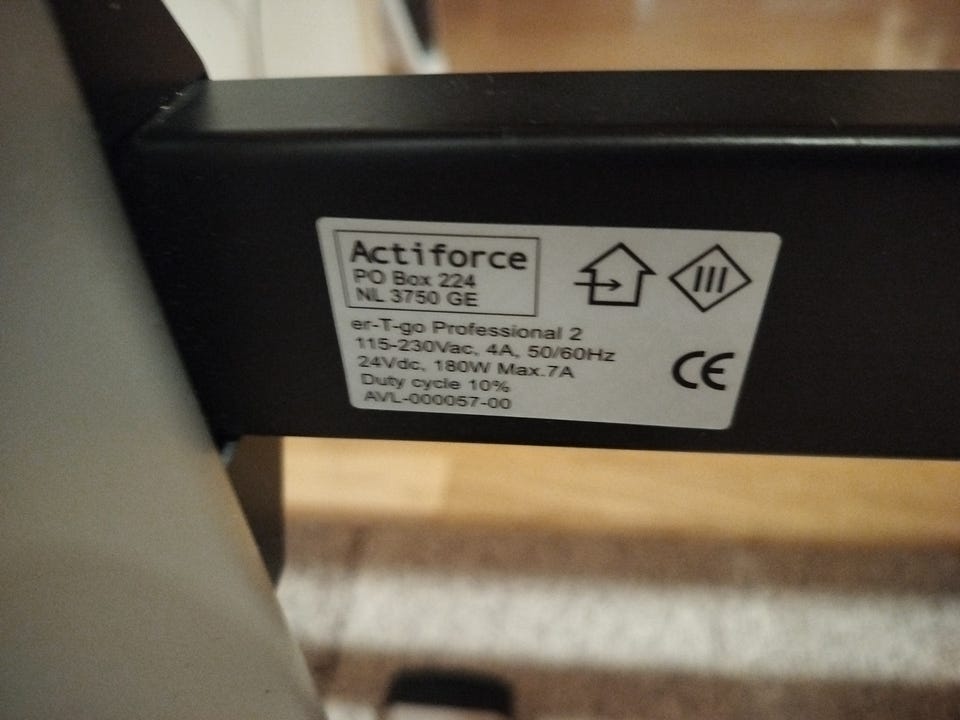 Actiforce
PO Box 224
NL 3750 GE
er-T-go Professional 2
115-230Vac, 4A, 50/60Hz
24Vdc, 180W Max.7A
Duty cycle 10%
AVL-000057-00
CE